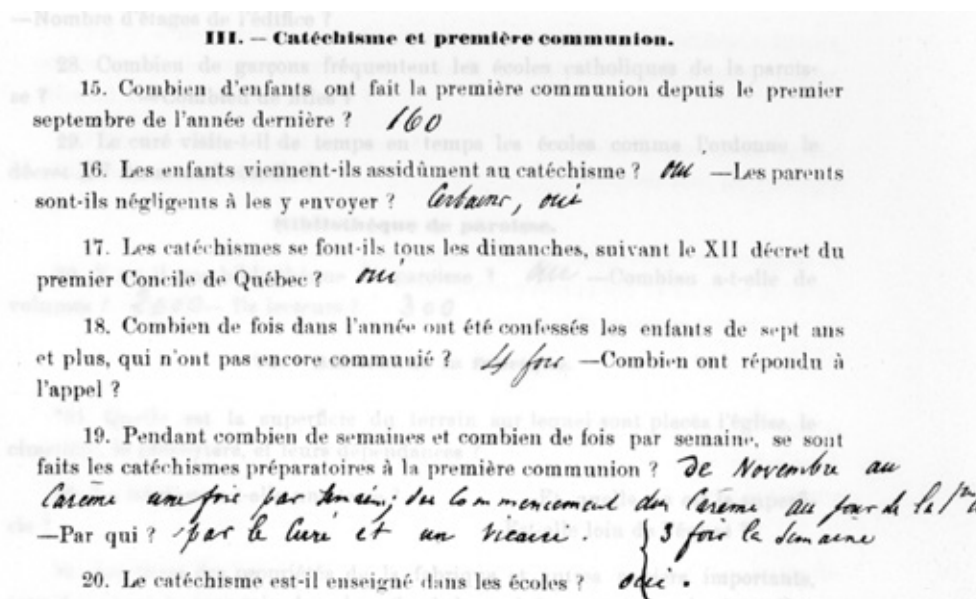 III. — Catéchisme et première communion.
15. Combien d'enfants ont fait la première communion depuis le premier
septembre de l'année dernière ? 160
16. Les enfants viennent-ils assidûment au catéchisme ? oui —Les parents
sont-ils négligents à les y envoyer ? Certains, oui
17. Les catéchismes se font-ils tous les dimanches, suivant le XII décret du
premier Concile de Québec ? oui
18. Combien de fois dans l'année ont été confessés les enfants de sept ans
et plus, qui n'ont pas encore communié ? 4 fois —Combien ont répondu à
l'appel ?
19. Pendant combien de semaines et combien de fois par semaine, se sont
faits les catéchismes préparatoires à la première communion ? De Novembre au
Carême une fois par semaine; du commencement du Carême au jour de la 1re
—Par qui ? par le Curé et un vicaire. { 3 fois la semaine
20. Le catéchisme est-il enseigné dans les écoles ? oui.